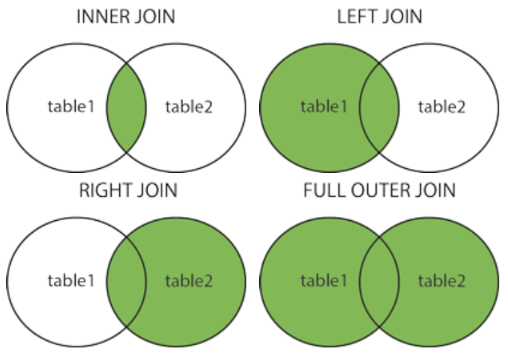 INNER JOIN
LEFT JOIN
table1 table2
table1 table2
RIGHT JOIN
FULL OUTER JOIN
table1 table2
table1 table2